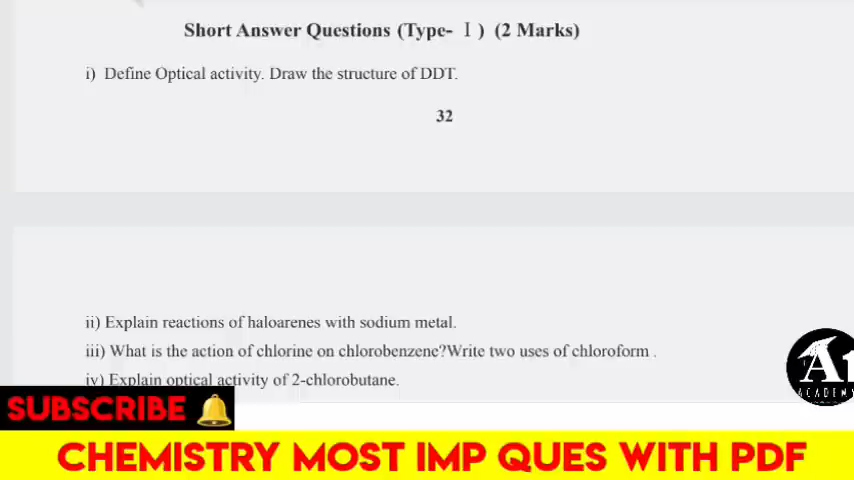 Short Answer Questions (Type- I ) (2 Marks)
i) Define Optical activity. Draw the structure of DDT.
32
ii) Explain reactions of haloarenes with sodium metal.
iii) What is the action of chlorine on chlorobenzene?Write two uses of chloroform .
iv) Explain optical activity of 2-chlorobutane.
A1
ACADEMY
SUBSCRIBE
CHEMISTRY MOST IMP QUES WITH PDF